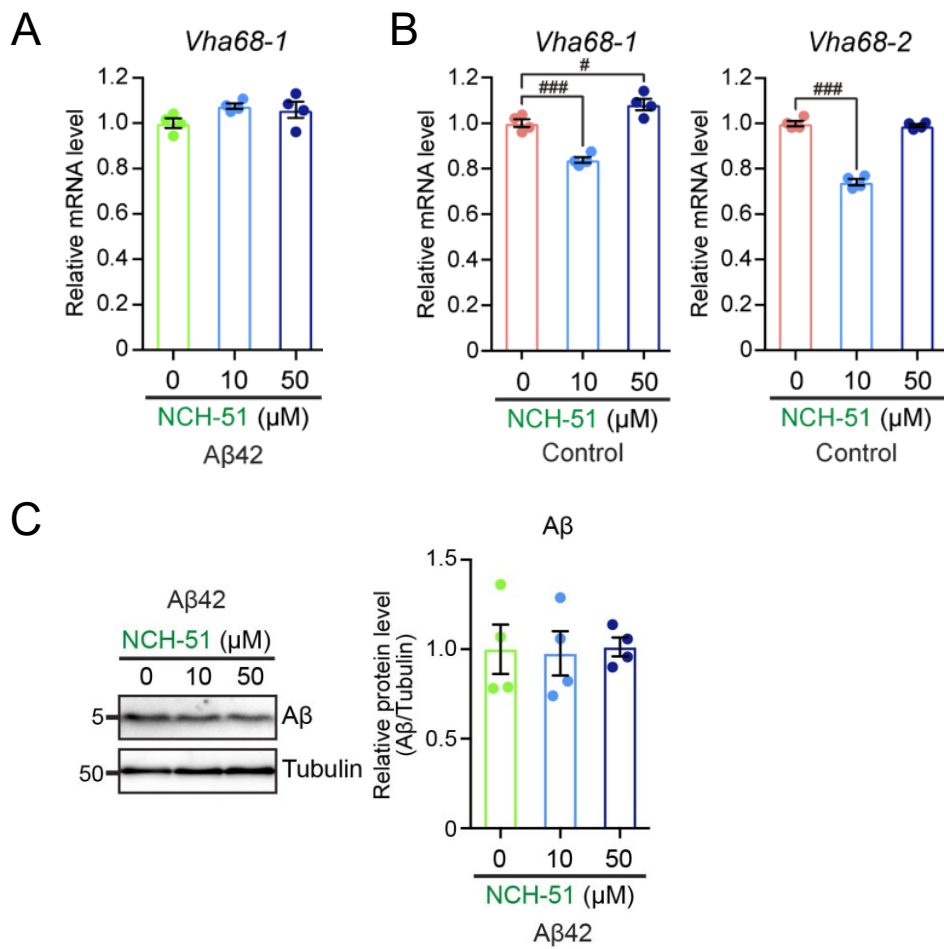 A
Vha68-1
Relative mRNA level
1.2
1.0
0.8
0.6
0.4
0.2
0
0 10 50
NCH-51 (µM)
Aβ42
B
Vha68-1
#
###
Relative mRNA level
1.2
1.0
0.8
0.6
0.4
0.2
0
0 10 50
NCH-51 (µM)
Control
Vha68-2
###
Relative mRNA level
1.2
1.0
0.8
0.6
0.4
0.2
0
0 10 50
NCH-51 (µM)
Control
C
Aβ42
NCH-51 (µM)
0 10 50
5 Aβ
50 Tubulin
Aβ
Relative protein level
(Aβ/Tubulin)
1.5
1.0
0.5
0
0 10 50
NCH-51 (µM)
Aβ42